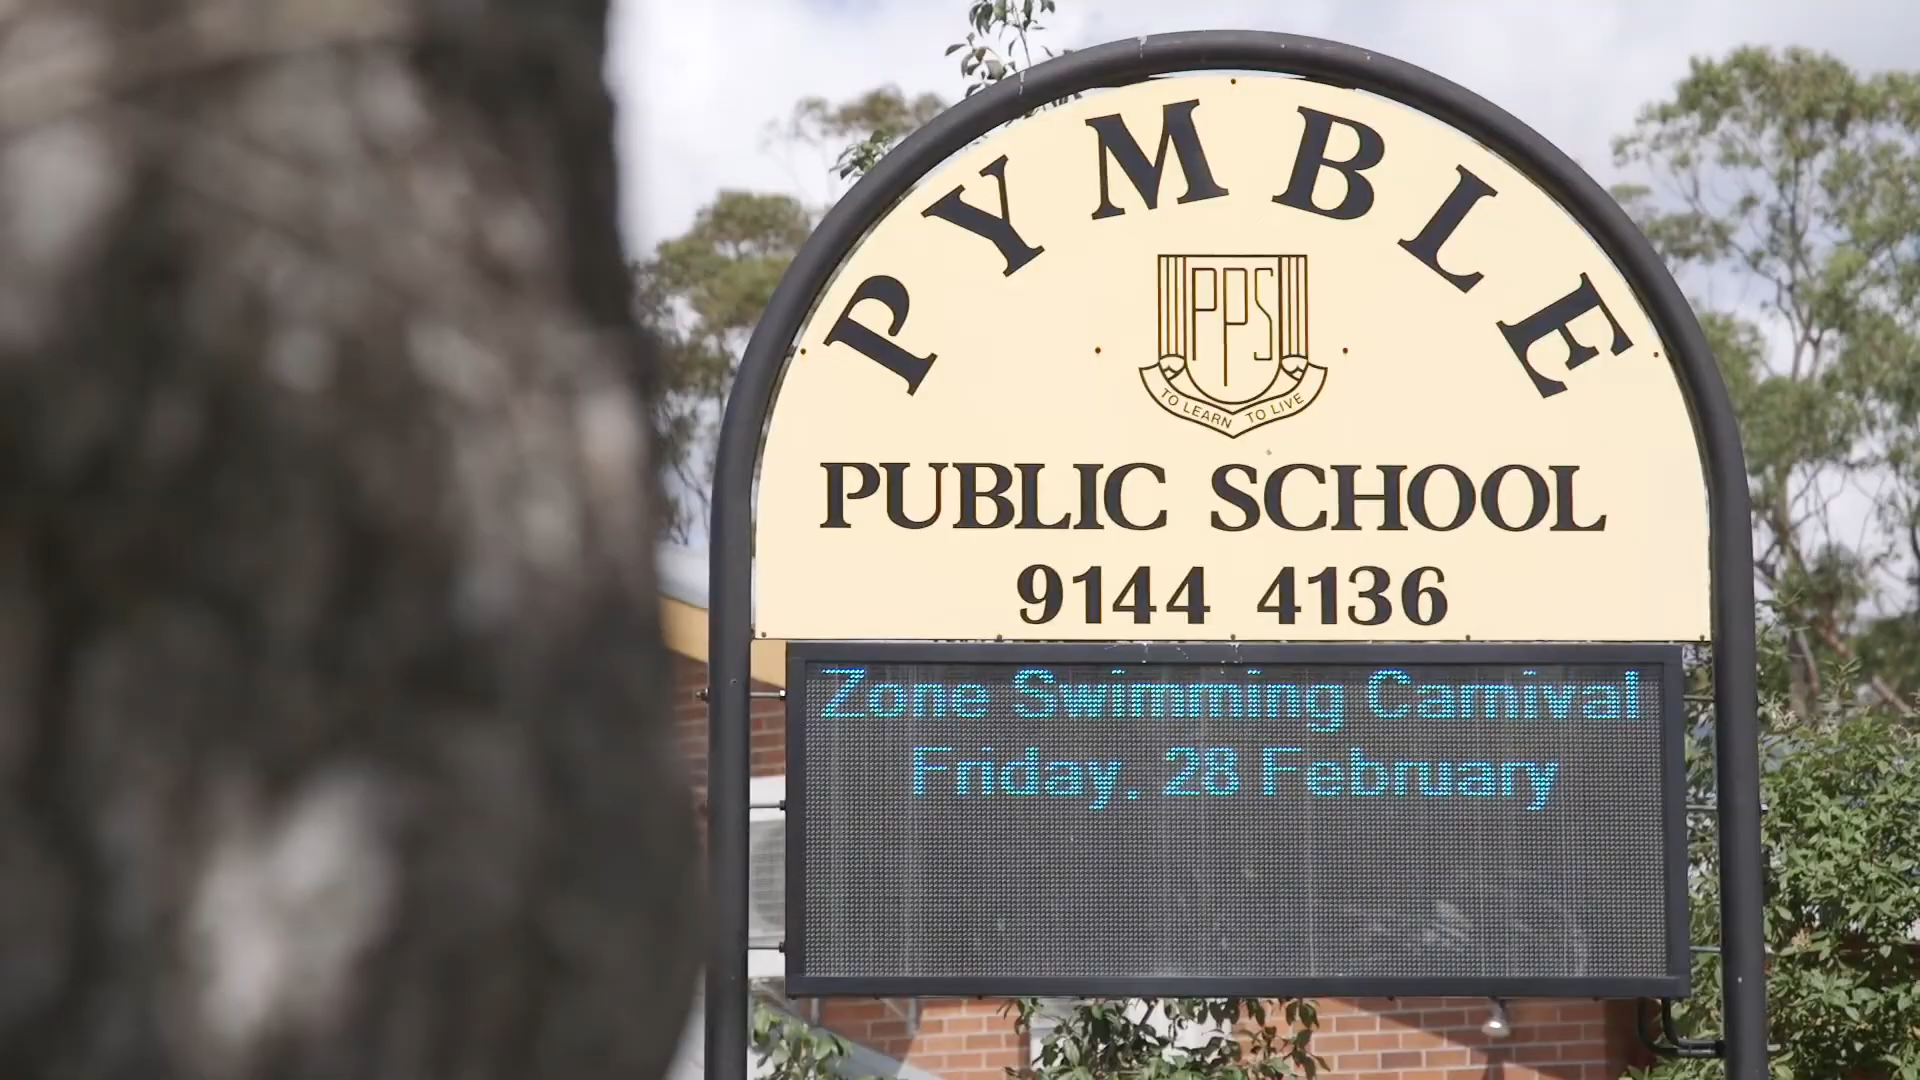 PYMBLE
PPS
TO LEARN TO LIVE
PUBLIC SCHOOL
9144 4136
Zone Swimming Carnival
Friday, 28 February